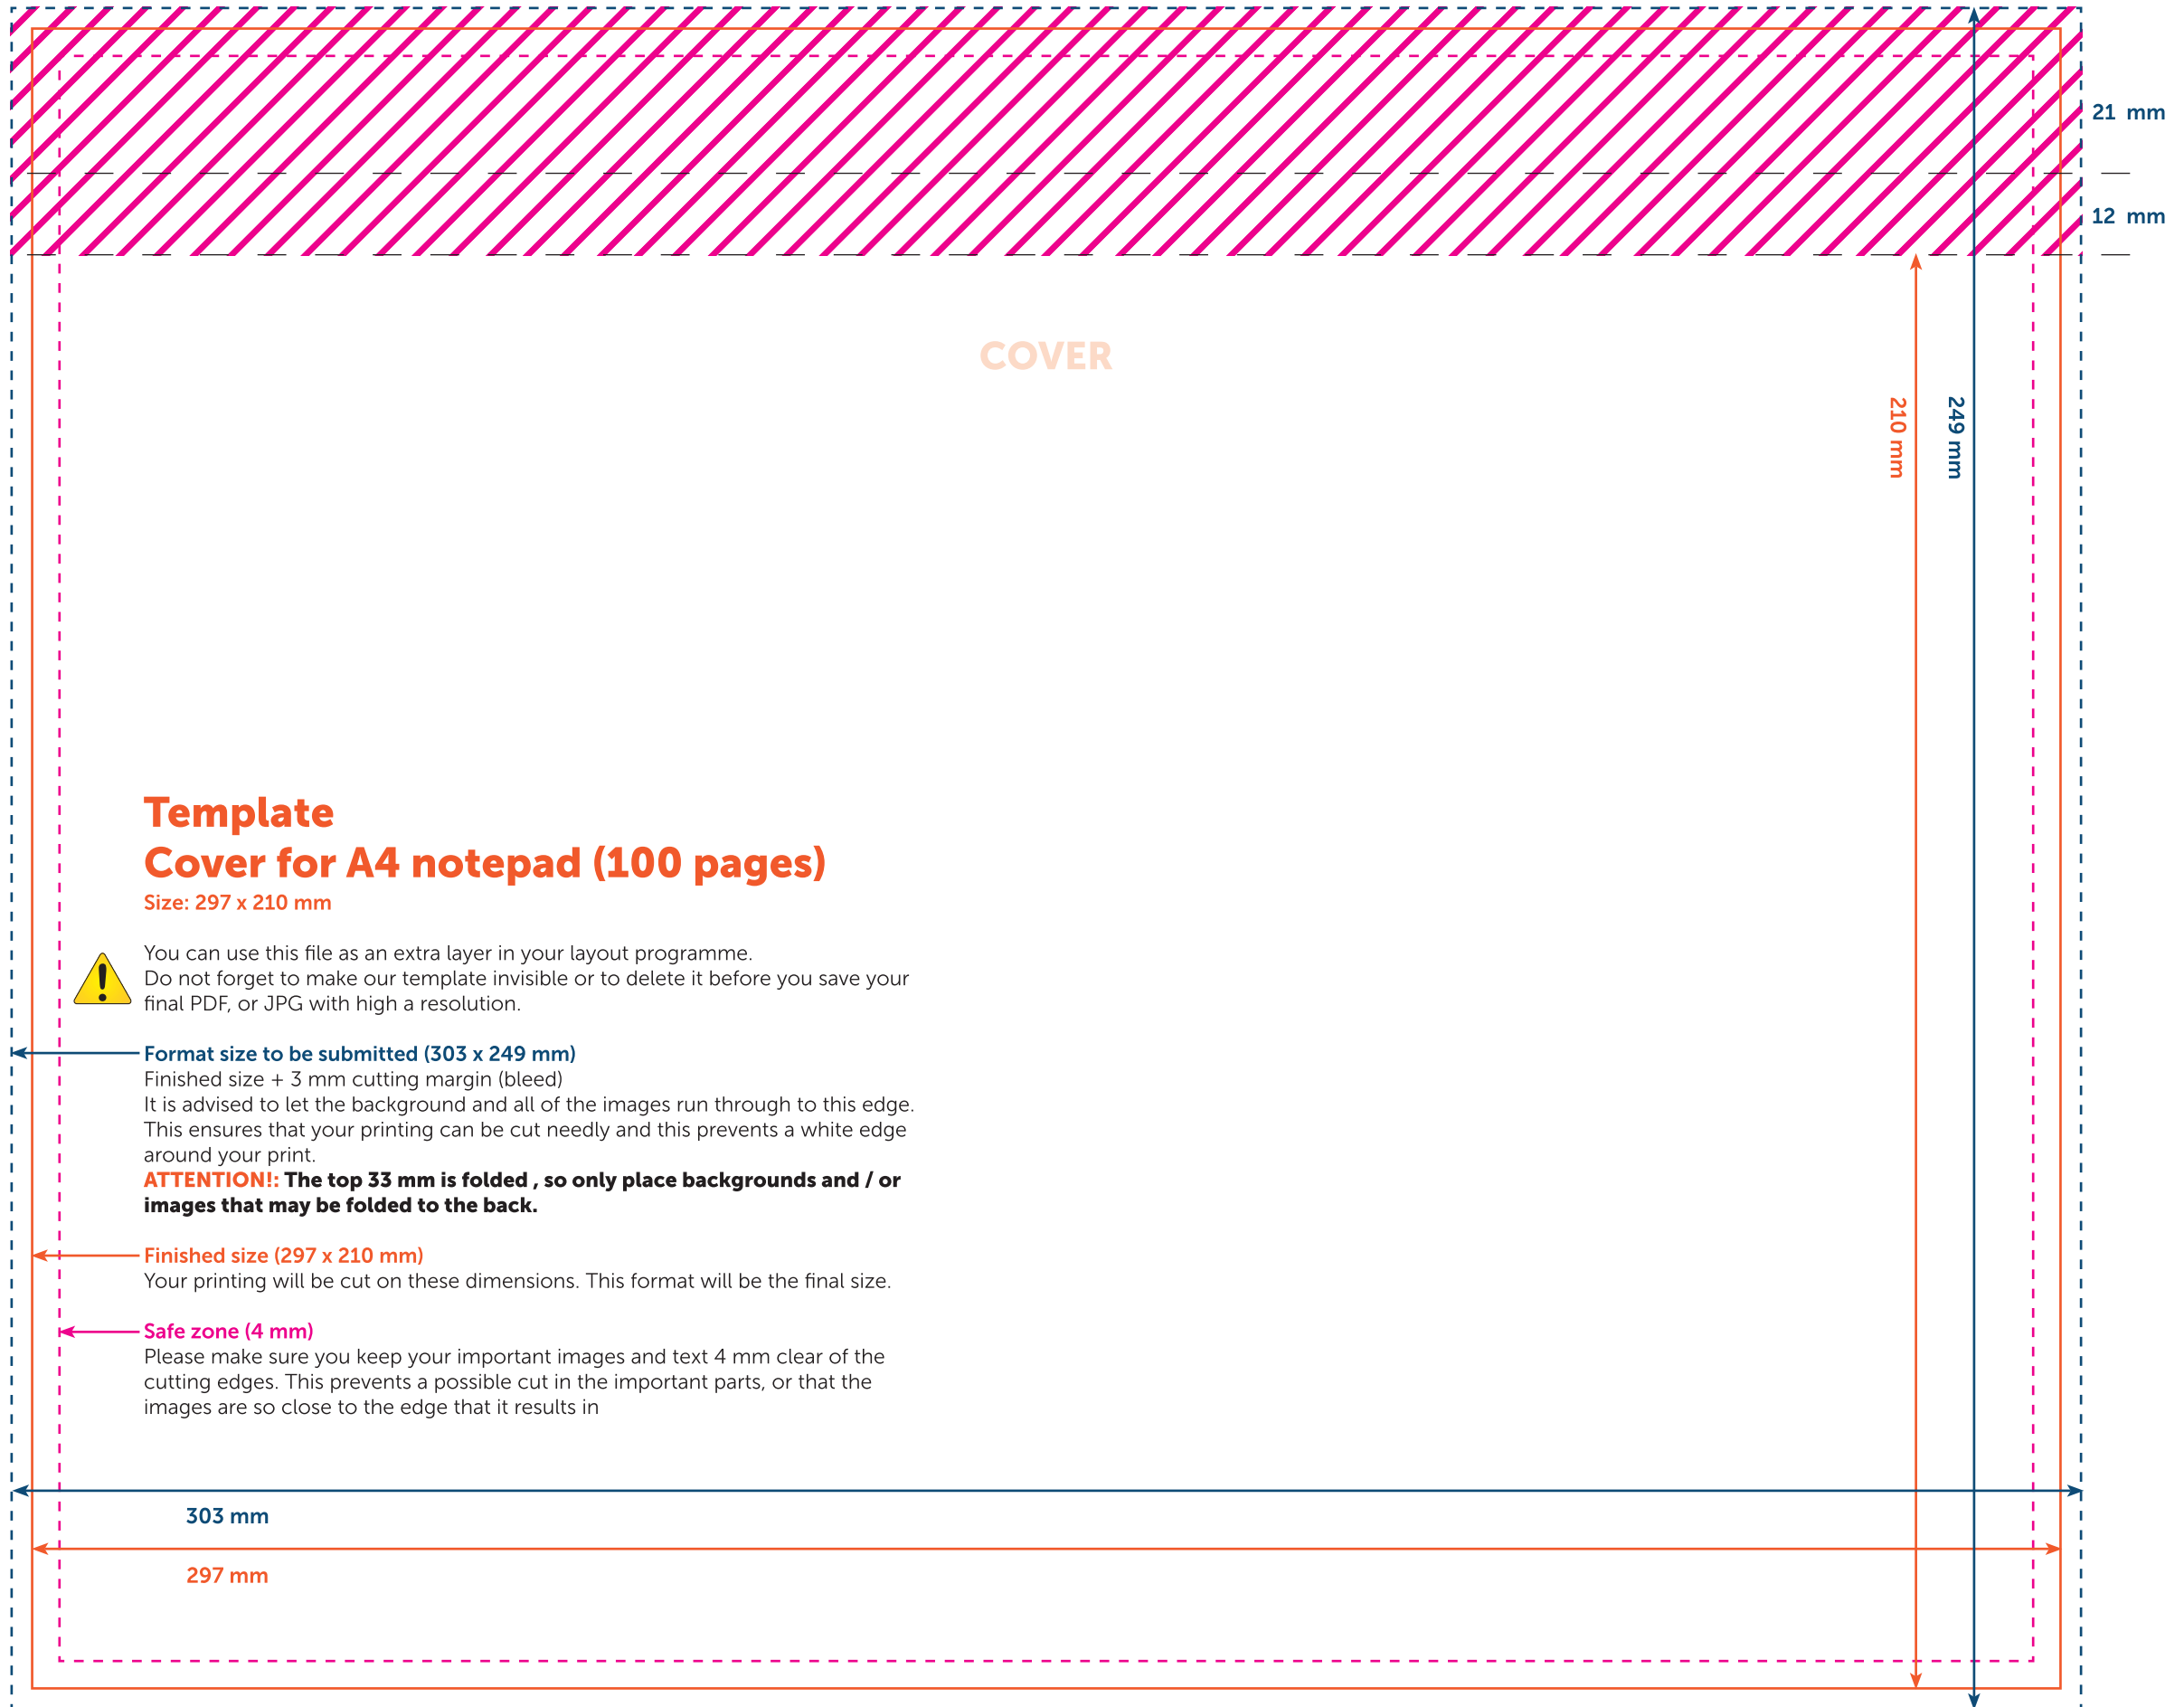 21 mm
12 mm
COVER
210 mm
249 mm
Template
Cover for A4 notepad (100 pages)
Size: 297 x 210 mm
You can use this file as an extra layer in your layout programme.
Do not forget to make our template invisible or to delete it before you save your
final PDF, or JPG with high a resolution.
Format size to be submitted (303 x 249 mm)
Finished size + 3 mm cutting margin (bleed)
It is advised to let the background and all of the images run through to this edge.
This ensures that your printing can be cut needly and this prevents a white edge
around your print.
ATTENTION!: The top 33 mm is folded , so only place backgrounds and / or
images that may be folded to the back.
Finished size (297 x 210 mm)
Your printing will be cut on these dimensions. This format will be the final size.
Safe zone (4 mm)
Please make sure you keep your important images and text 4 mm clear of the
cutting edges. This prevents a possible cut in the important parts, or that the
images are so close to the edge that it results in
303 mm
297 mm